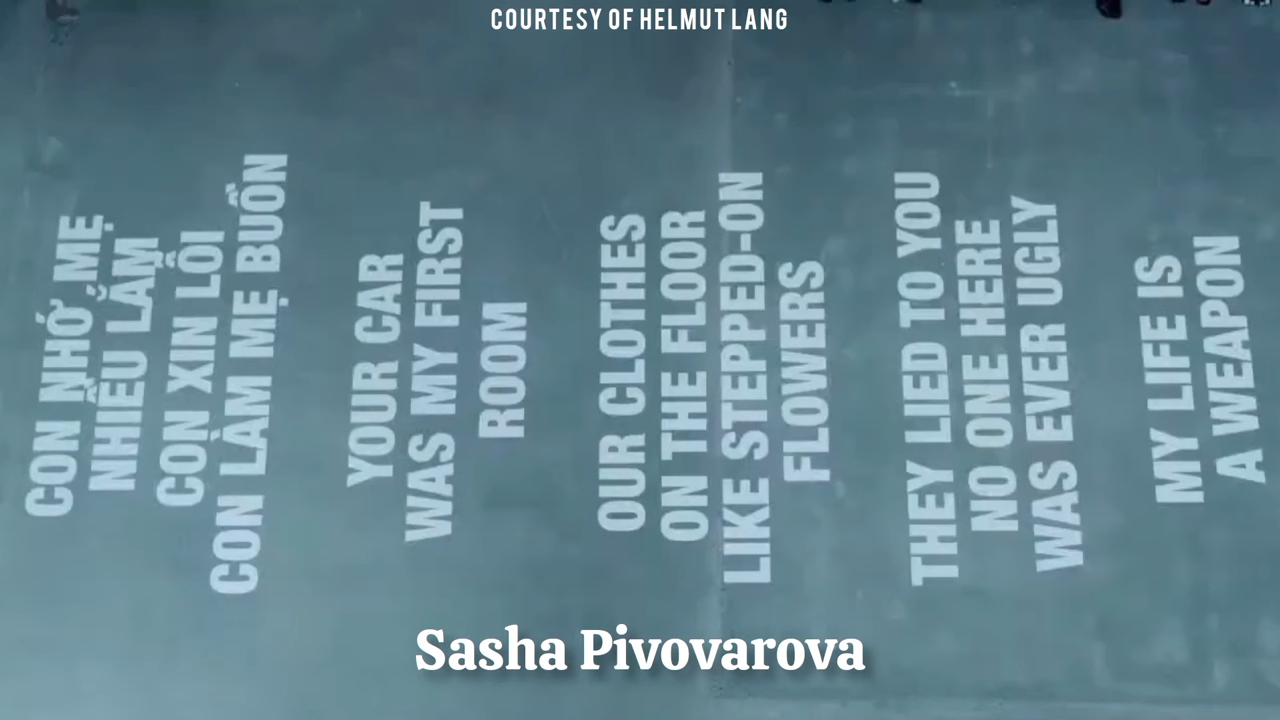 COURTESY OF HELMUT LANG
CON NHỚ MẸ
NHIỀU LẮM
CON XIN LỖI
CON LÀM MẸ BUỒN
YOUR CAR
WAS MY FIRST
ROOM
OUR CLOTHES
ON THE FLOOR
LIKE STEPPED-ON
FLOWERS
THEY LIED TO YOU
NO ONE HERE
WAS EVER UGLY
MY LIFE IS
A WEAPON
Sasha Pivovarova